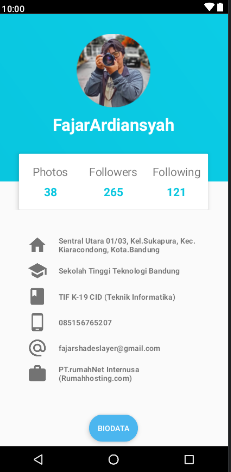 10:00
FajarArdiansyah
Photos Followers Following
38 265 121
Sentral Utara 01/03, Kel.Sukapura, Kec.
Kiaracondong, Kota.Bandung
Sekolah Tinggi Teknologi Bandung
TIF K-19 CID (Teknik Informatika)
085156765207
fajarshadeslayer@gmail.com
PT.rumahNet Internusa
(Rumahhosting.com)
BIODATA